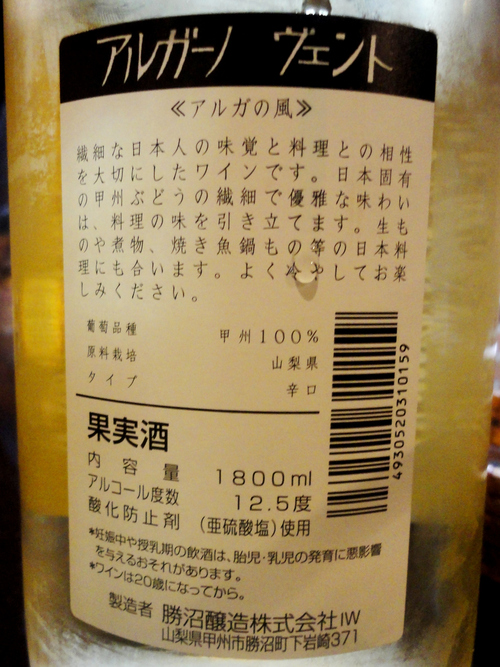 アルガーノ ヴェント
≪アルガの風≫
繊細な日本人の味覚と料理との相性
を大切にしたワインです。日本固有
の甲州ぶどうの繊細で優雅な味わい
は、料理の味を引き立てます。生も
のや煮物、焼き魚鍋もの等の日本料
理にも合います。よく冷やしてお楽
しみください。
葡萄品種 甲州100%
原料栽培 山梨県
タイプ 辛口
4930520310159
果実酒
内容量 1800ml
アルコール度数 12.5度
酸化防止剤 (亜硫酸塩)使用
*妊娠中や授乳期の飲酒は、胎児・乳児の発育に悪影響
を与えるおそれがあります。
*ワインは20歳になってから。
製造者 勝沼醸造株式会社IW
山梨県甲州市勝沼町下岩崎371